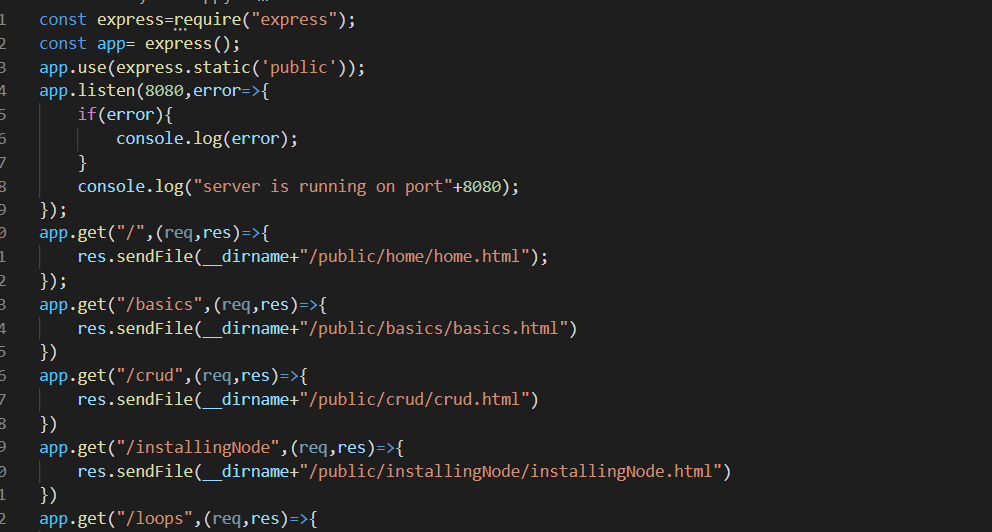 1 const express=require("express");
2 const app= express();
3 app.use(express.static('public'));
4 app.listen(8080,error=>{
5 if(error){
6 console.log(error);
7 }
8 console.log("server is running on port"+8080);
9 });
0 app.get("/",(req,res)=>{
1 res.sendFile(__dirname+"/public/home/home.html");
2 });
3 app.get("/basics",(req,res)=>{
4 res.sendFile(__dirname+"/public/basics/basics.html")
5 })
6 app.get("/crud",(req,res)=>{
7 res.sendFile(__dirname+"/public/crud/crud.html")
8 })
9 app.get("/installingNode",(req,res)=>{
0 res.sendFile(__dirname+"/public/installingNode/installingNode.html")
1 })
2 app.get("/loops",(req,res)=>{